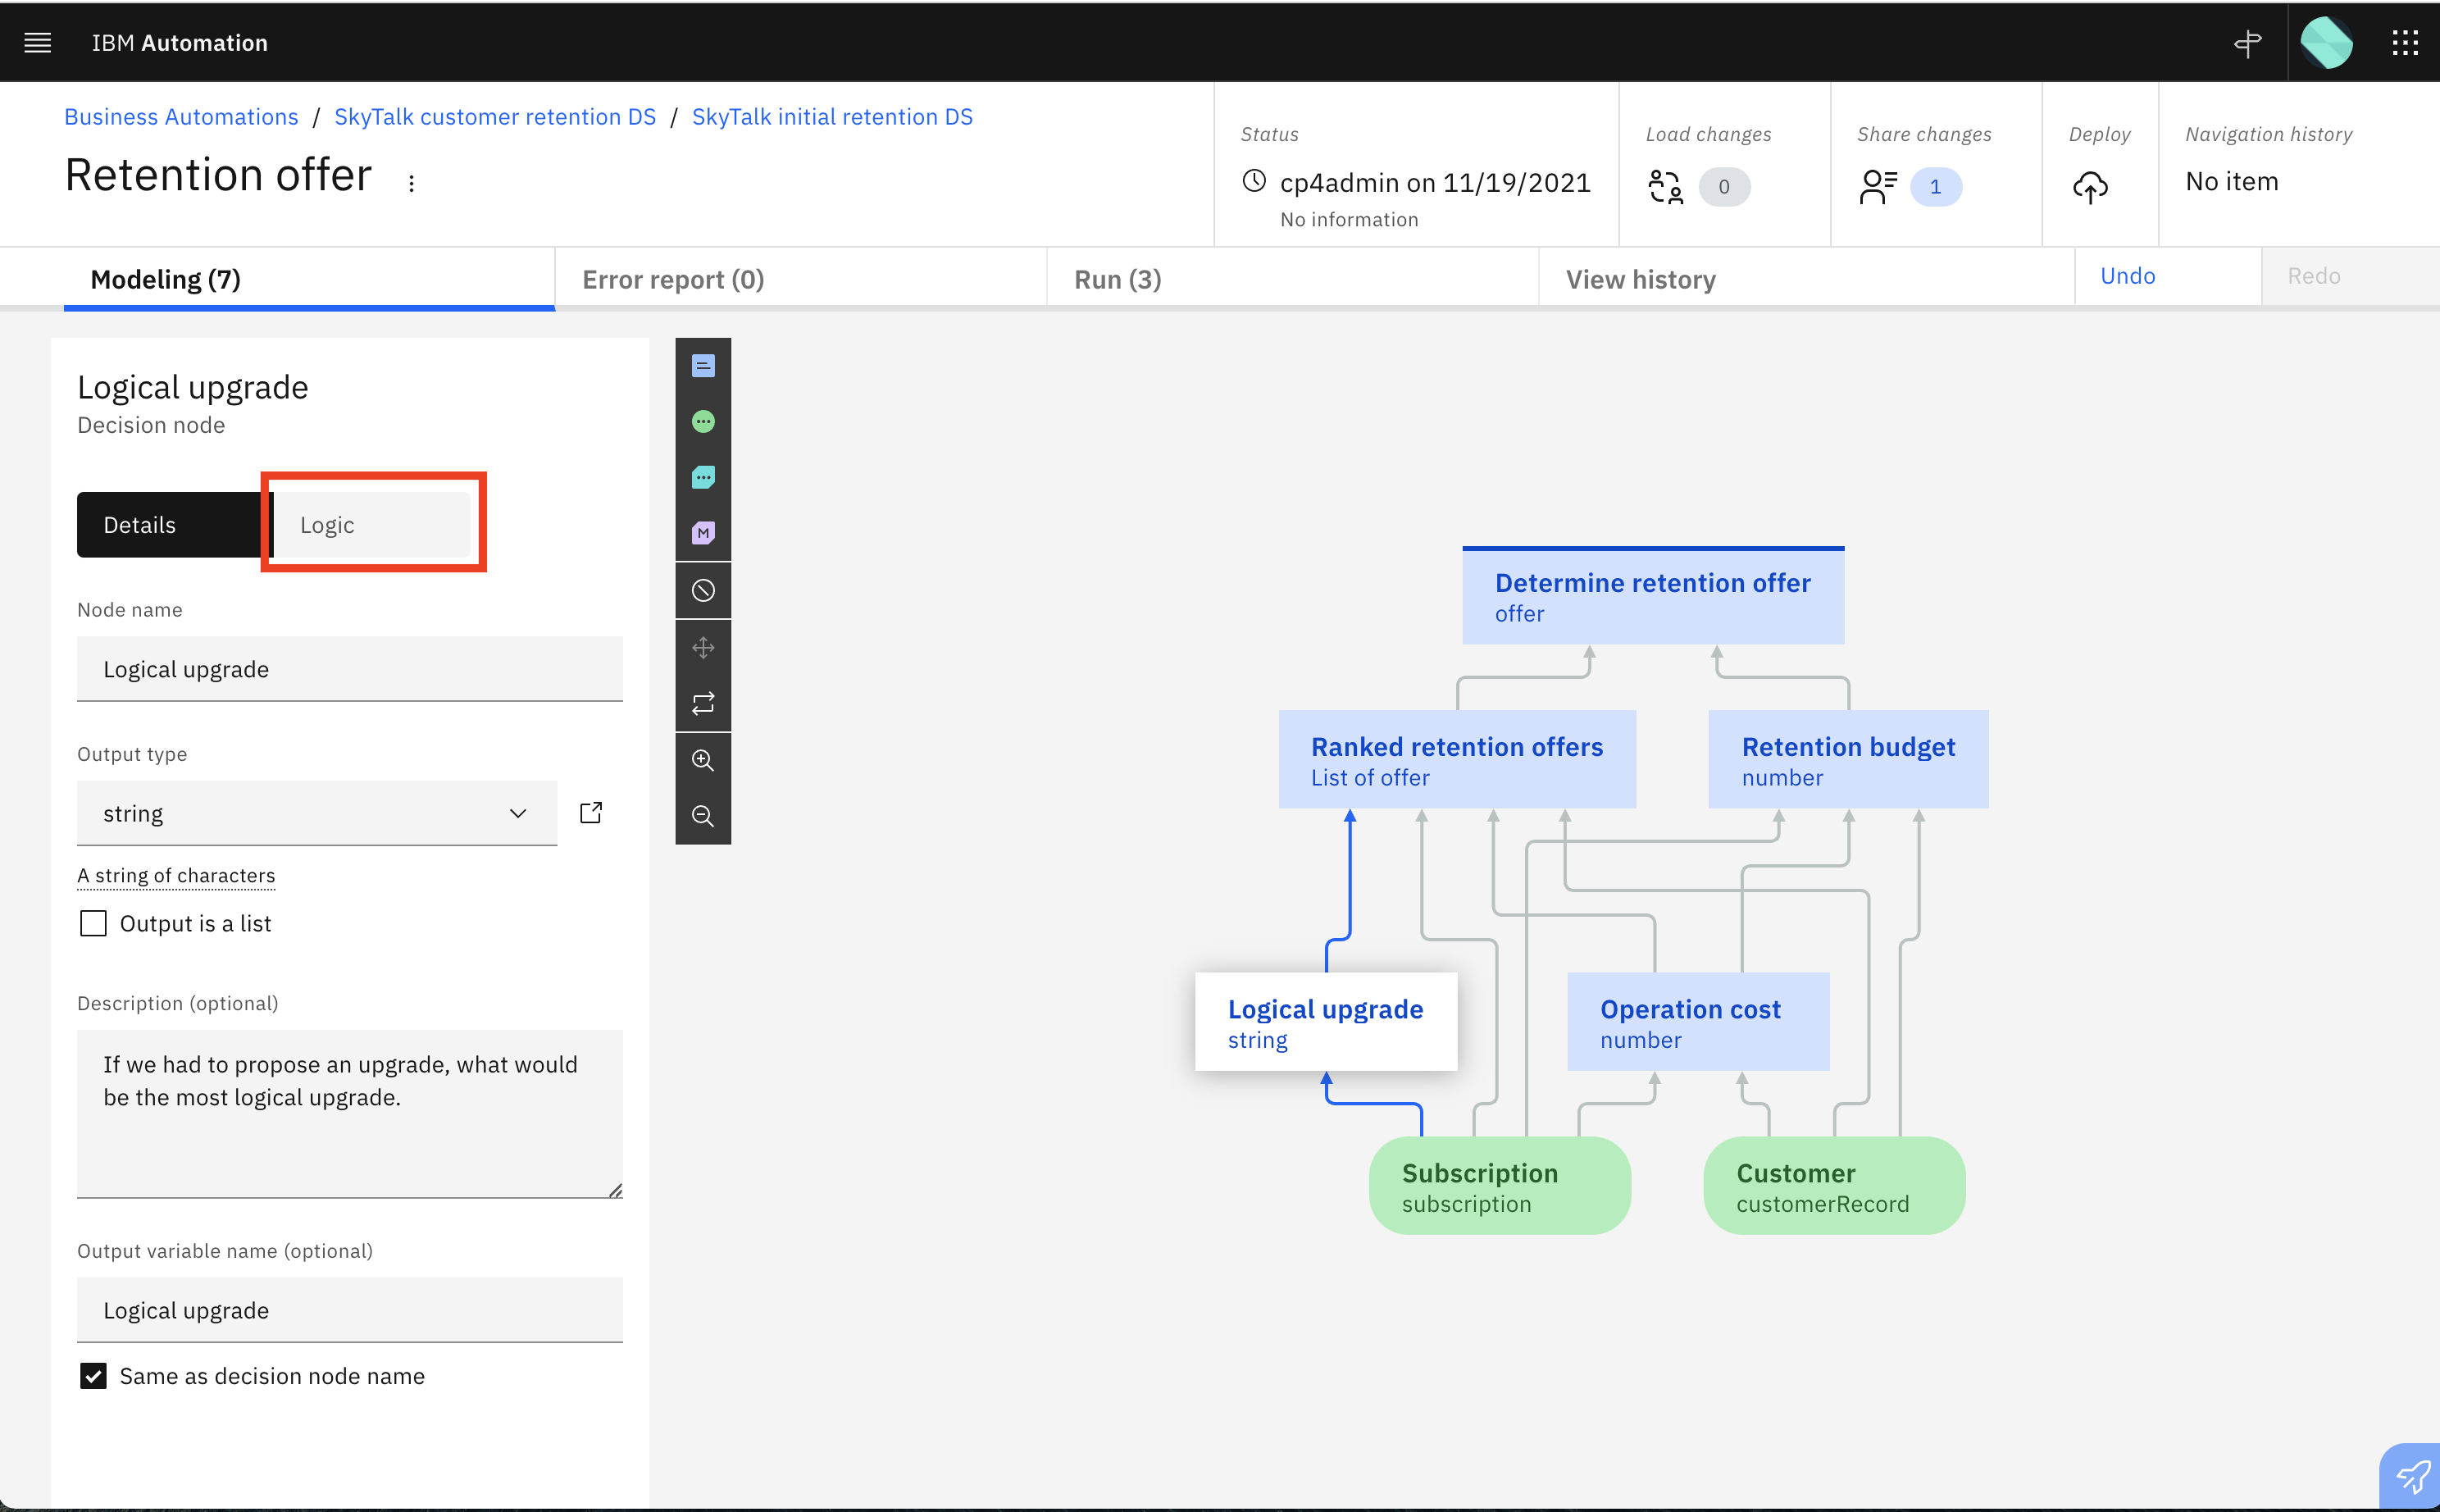 IBM Automation
Business Automations / SkyTalk customer retention DS / SkyTalk initial retention DS
Retention offer
Status
cp4admin on 11/19/2021
No information
Load changes
0
Share changes
1
Deploy
Navigation history
No item
Modeling (7)
Error report (0)
Run (3)
View history
Undo
Redo
Logical upgrade
Decision node
Details
Logic
Node name
Logical upgrade
Output type
string
A string of characters
Output is a list
Description (optional)
If we had to propose an upgrade, what would
be the most logical upgrade.
Output variable name (optional)
Logical upgrade
Same as decision node name
M
Determine retention offer
offer
Ranked retention offers
List of offer
Retention budget
number
Logical upgrade
string
Operation cost
number
Subscription
subscription
Customer
customerRecord